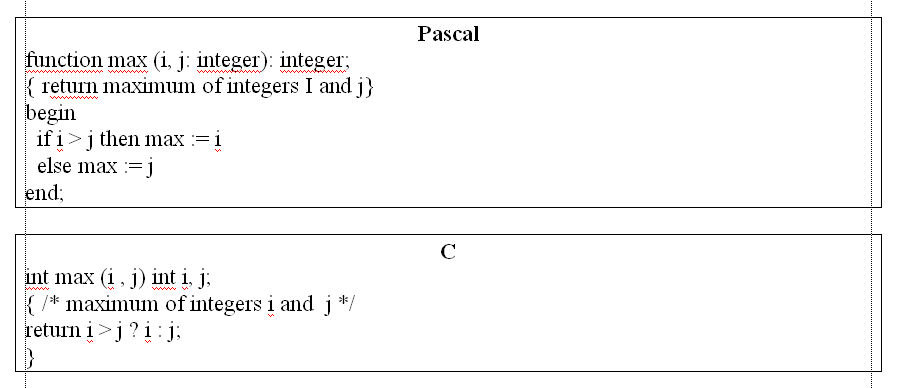 Pascal
function max (i, j: integer): integer;
{ return maximum of integers I and j}
begin
if i > j then max := i
else max := j
end;
C
int max (i , j) int i, j;
{ /* maximum of integers i and j */
return i > j ? i : j;
}